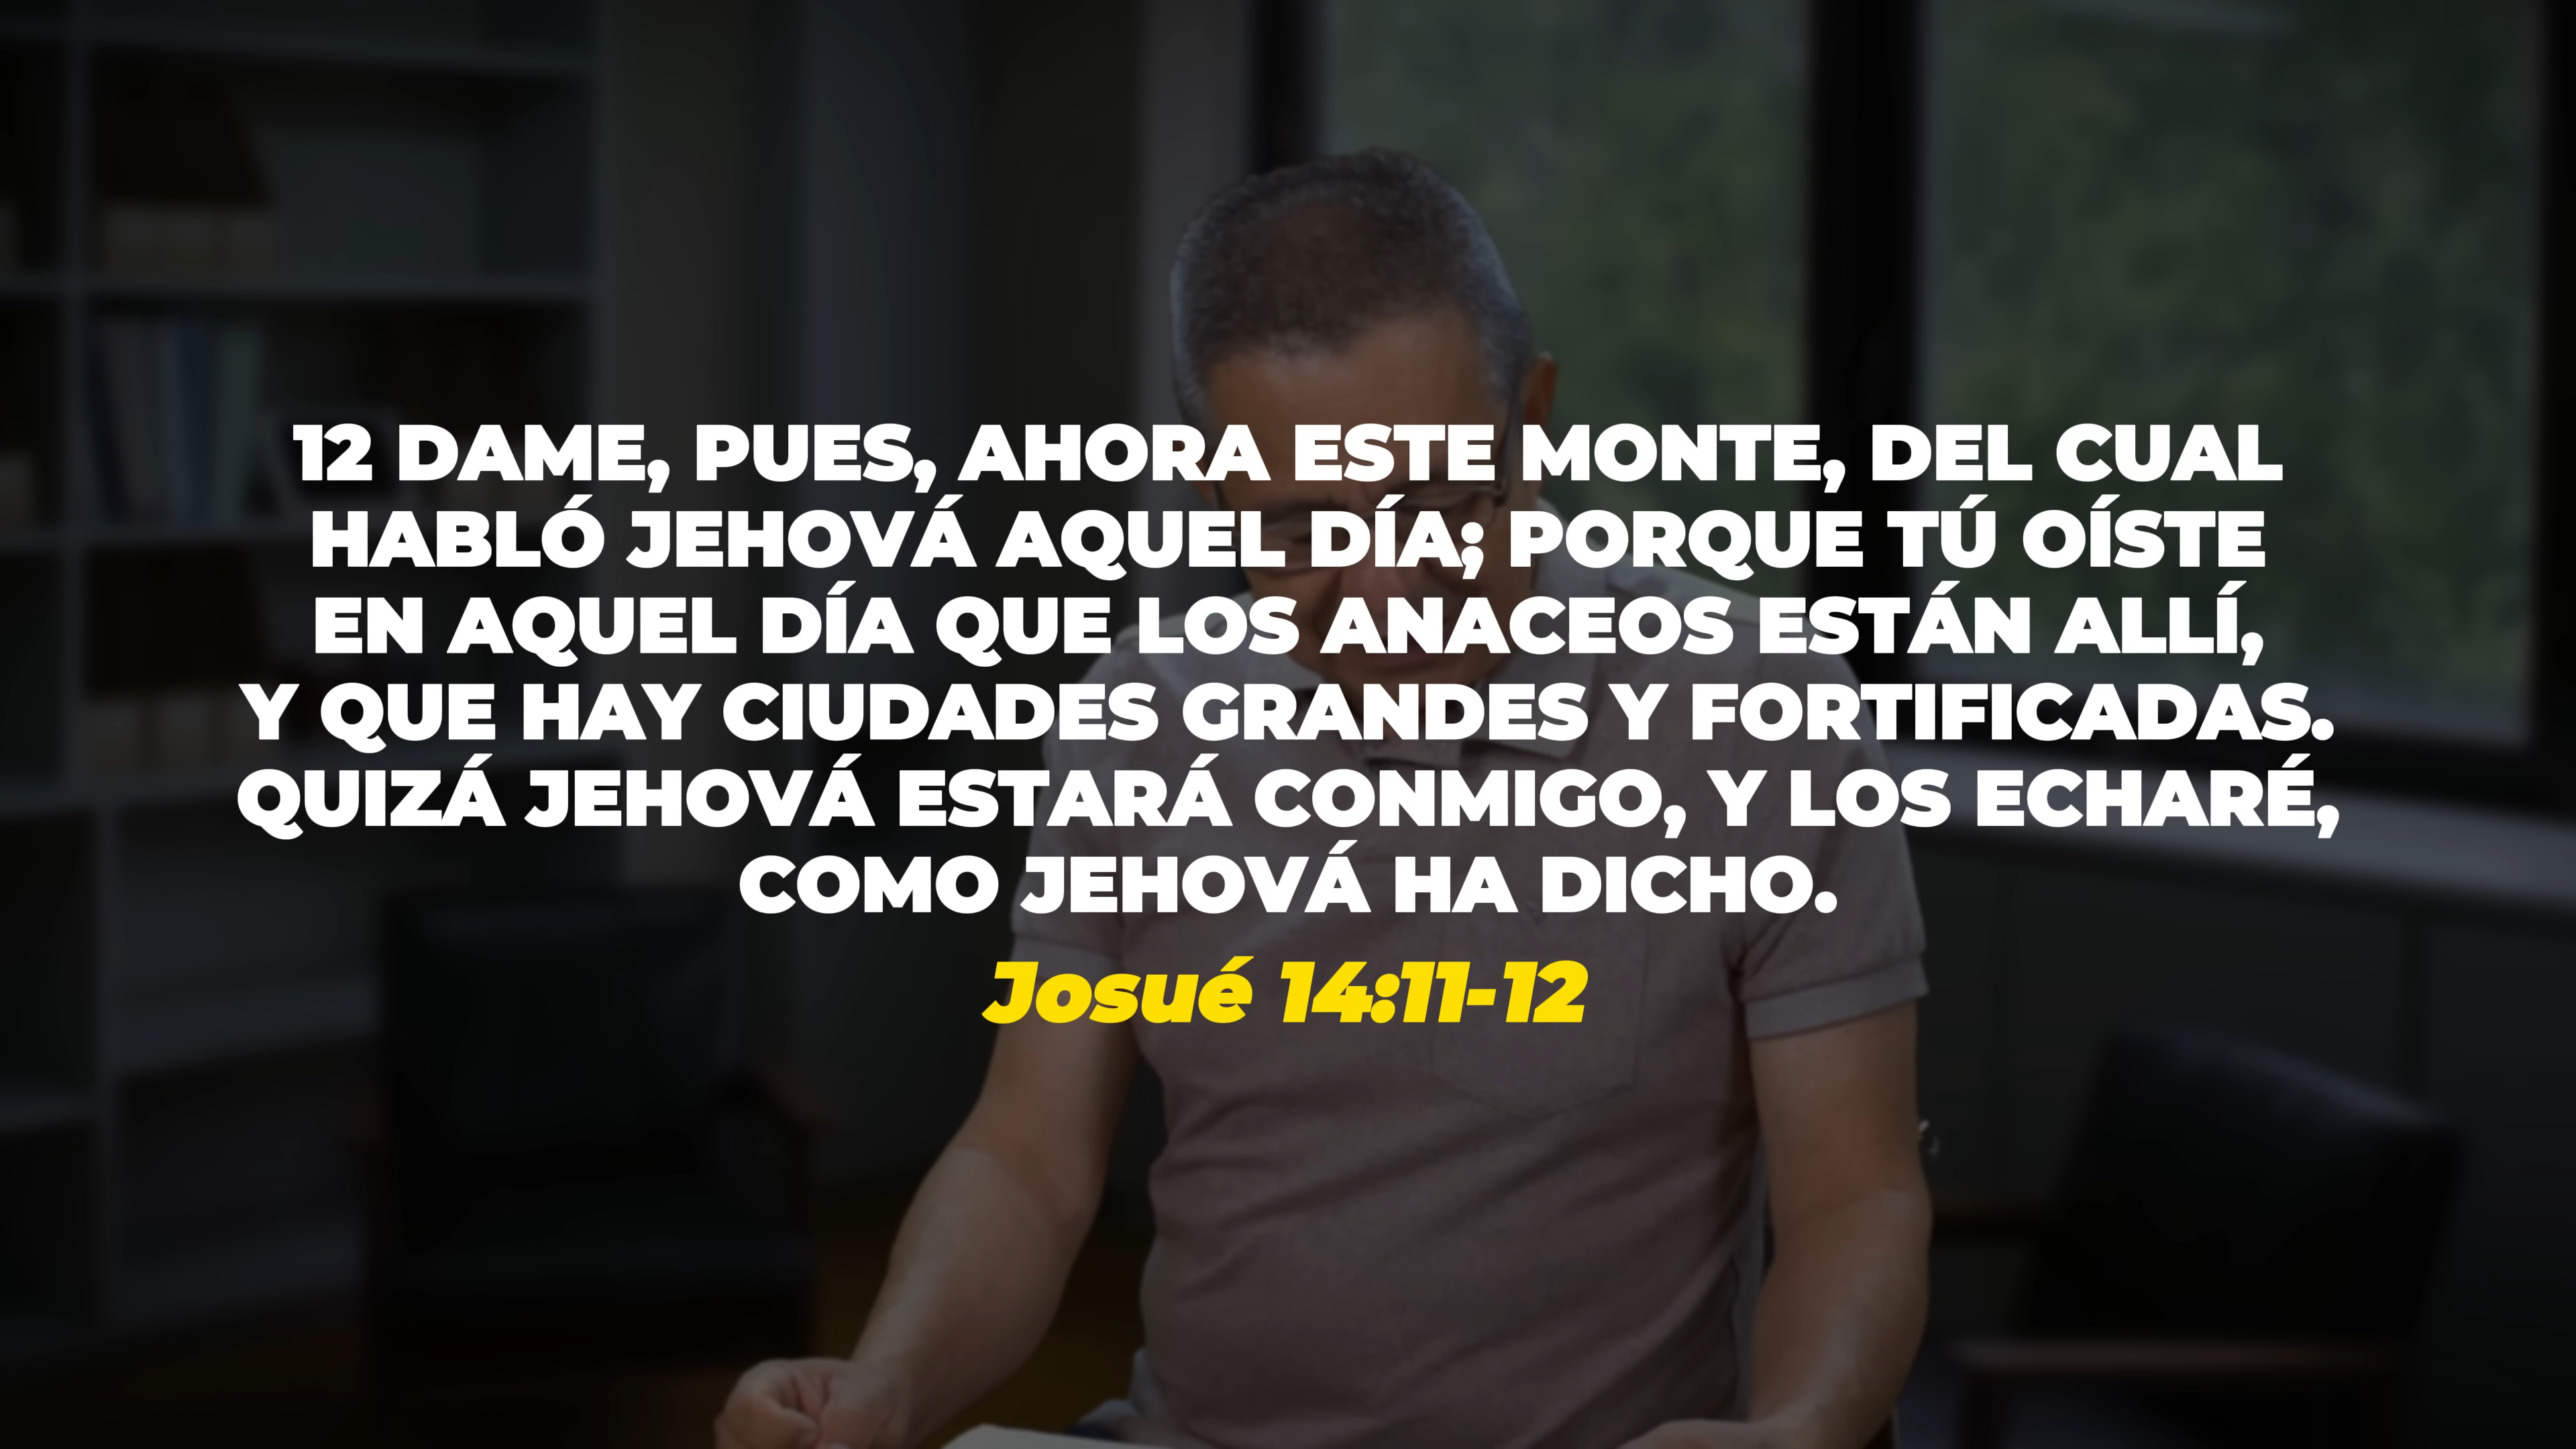 12 DAME, PUES, AHORA ESTE MONTE, DEL CUAL
HABLÓ JEHOVÁ AQUEL DÍA; PORQUE TÚ OÍSTE
EN AQUEL DÍA QUE LOS ANACEOS ESTÁN ALLÍ,
Y QUE HAY CIUDADES GRANDES Y FORTIFICADAS.
QUIZÁ JEHOVÁ ESTARÁ CONMIGO, Y LOS ECHARÉ,
COMO JEHOVÁ HA DICHO.
Josué 14:11-12